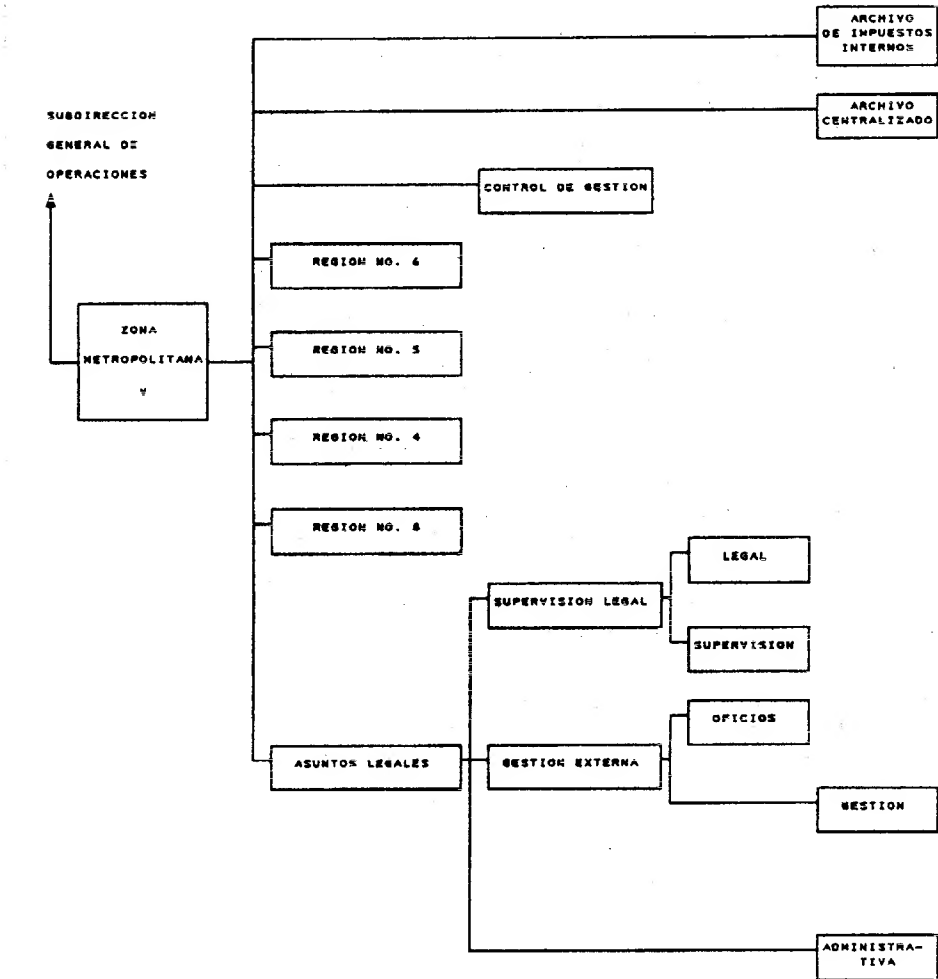 ARCHIVO
DE IMPUESTOS
INTERNOS
SUBDIRECCION
GENERAL DE
OPERACIONES
ARCHIVO
CENTRALIZADO
CONTROL DE GESTION
REGION NO. 6
ZONA
METROPOLITANA
V
REGION NO. 5
REGION NO. 4
REGION NO.
LEGAL
SUPERVISION LEGAL
SUPERVISION
OFICIOS
ASUNTOS LEGALES
GESTION EXTERNA
GESTION
ADMINISTRA-
TIVA